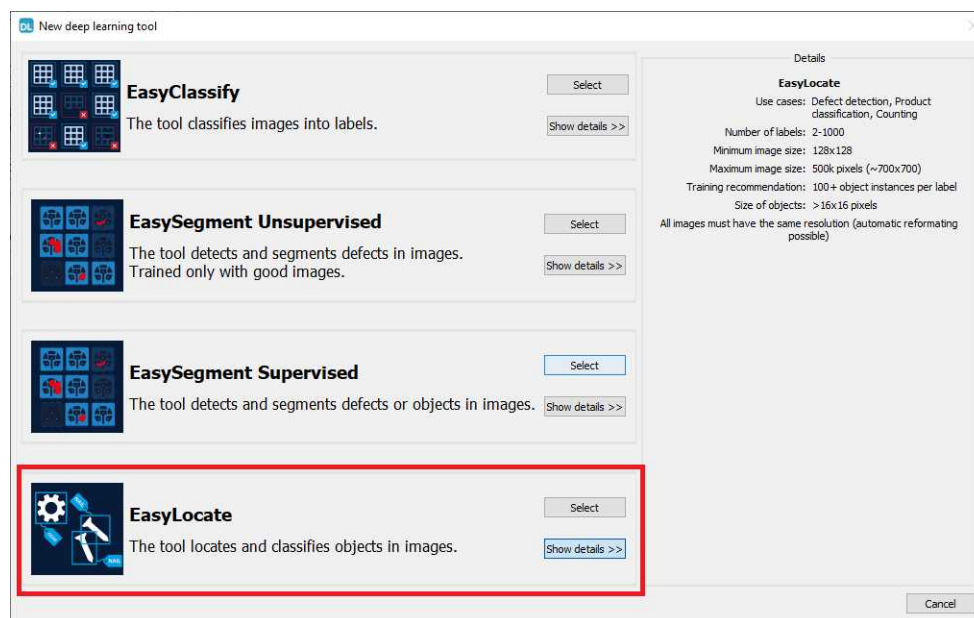 DL New deep learning tool
EasyClassify
The tool classifies images into labels.
Select
Show details >>
EasySegment Unsupervised
The tool detects and segments defects in images.
Trained only with good images.
Select
Show details >>
EasySegment Supervised
The tool detects and segments defects or objects in images.
Select
Show details >>
EasyLocate
The tool locates and classifies objects in images.
Select
Show details >>
Details
EasyLocate
Use cases: Defect detection, Product
classification, Counting
Number of labels: 2-1000
Minimum image size: 128x128
Maximum image size: 500k pixels (~700x700)
Training recommendation: 100+ object instances per label
Size of objects: >16x16 pixels
All images must have the same resolution (automatic reformating
possible)
Cancel